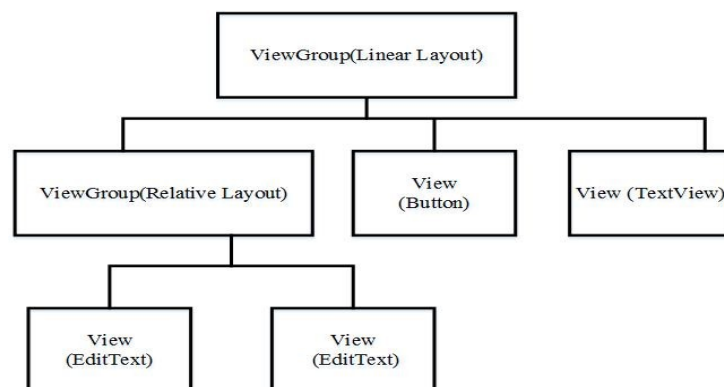 ViewGroup(Linear Layout)
ViewGroup(Relative Layout)
View
(Button)
View (TextView)
View
(EditText)
View
(EditText)